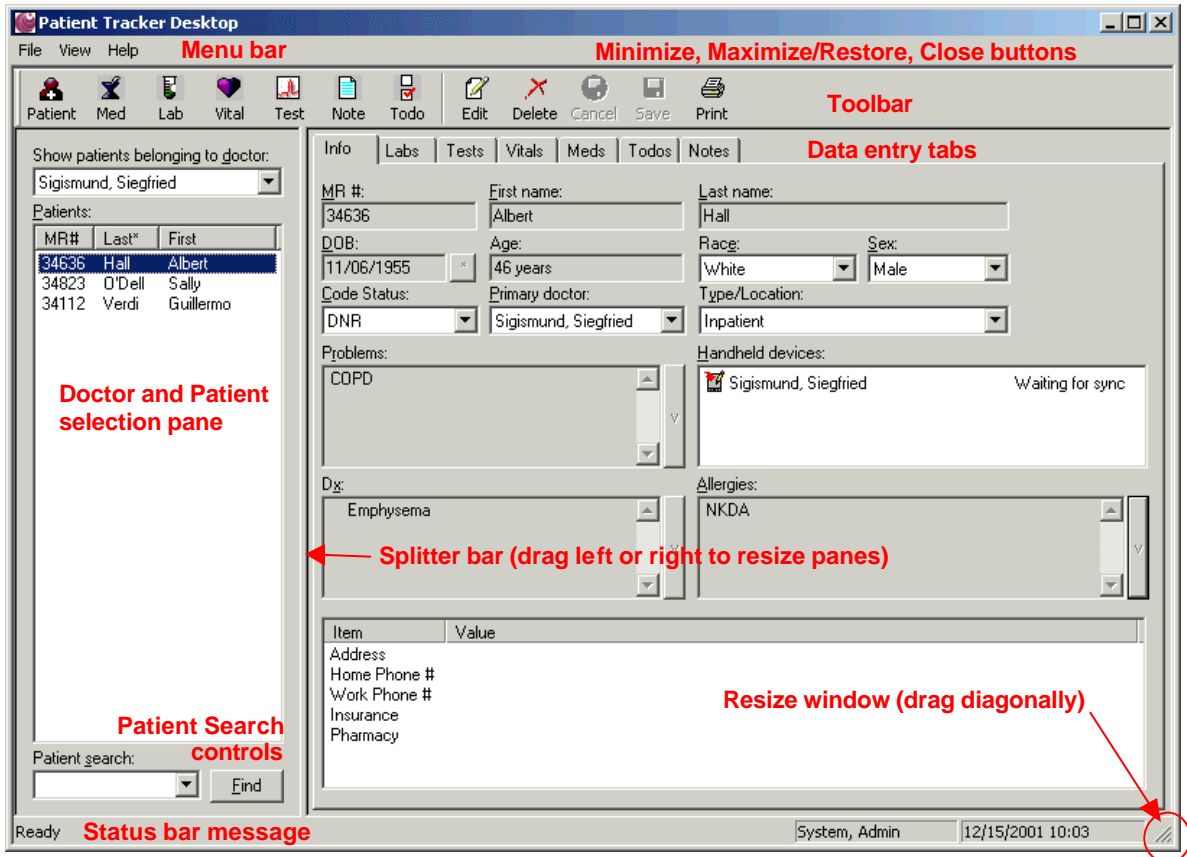 Patient Tracker Desktop
File View Help Menu bar Minimize, Maximize/Restore, Close buttons
Patient Med Lab Vital Test Note Todo Edit Delete Cancel Save Print Toolbar
Show patients belonging to doctor:
Sigismund, Siegfried
Patients:
MR# Last* First
34636 Hall Albert
34823 O'Dell Sally
34112 Verdi Guillermo
Doctor and Patient
selection pane
Patient Search
controls
Patient search:
Find
Info Labs Tests Vitals Meds Todos Notes Data entry tabs
MR #: First name: Last name:
34636 Albert Hall
DOB: Age: Race: Sex:
11/06/1955 * 46 years White Male
Code Status: Primary doctor: Type/Location:
DNR Sigismund, Siegfried Inpatient
Problems: Handheld devices:
COPD Sigismund, Siegfried Waiting for sync
V
Dx: Allergies:
Emphysema NKDA
V V
Splitter bar (drag left or right to resize panes)
Item Value
Address
Home Phone #
Work Phone #
Insurance
Pharmacy
Resize window (drag diagonally)
Ready Status bar message System, Admin 12/15/2001 10:03